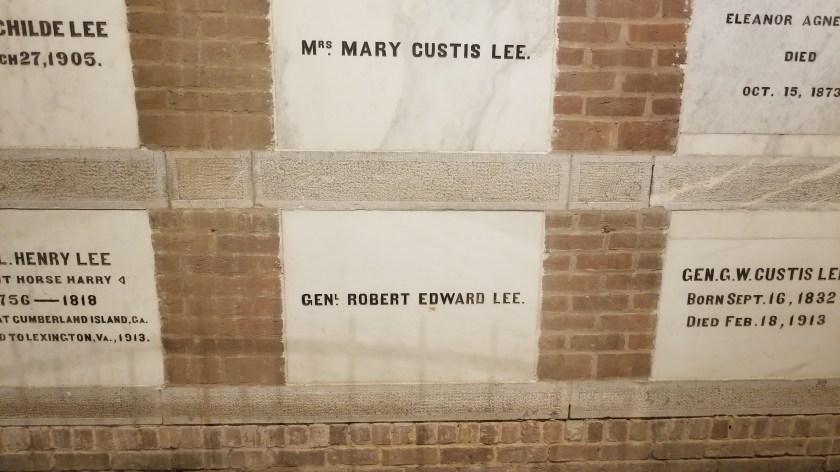 CHILDE LEE
CH 27, 1905.
MRS. MARY CUSTIS LEE.
ELEANOR AGNE
DIED
OCT. 15, 1873
L. HENRY LEE
T HORSE HARRY
756 — 1818
AT CUMBERLAND ISLAND, GA.
D TO LEXINGTON, VA., 1913.
GENL. ROBERT EDWARD LEE.
GEN. G. W. CUSTIS LE
BORN SEPT. 16, 1832
DIED FEB. 18, 1913